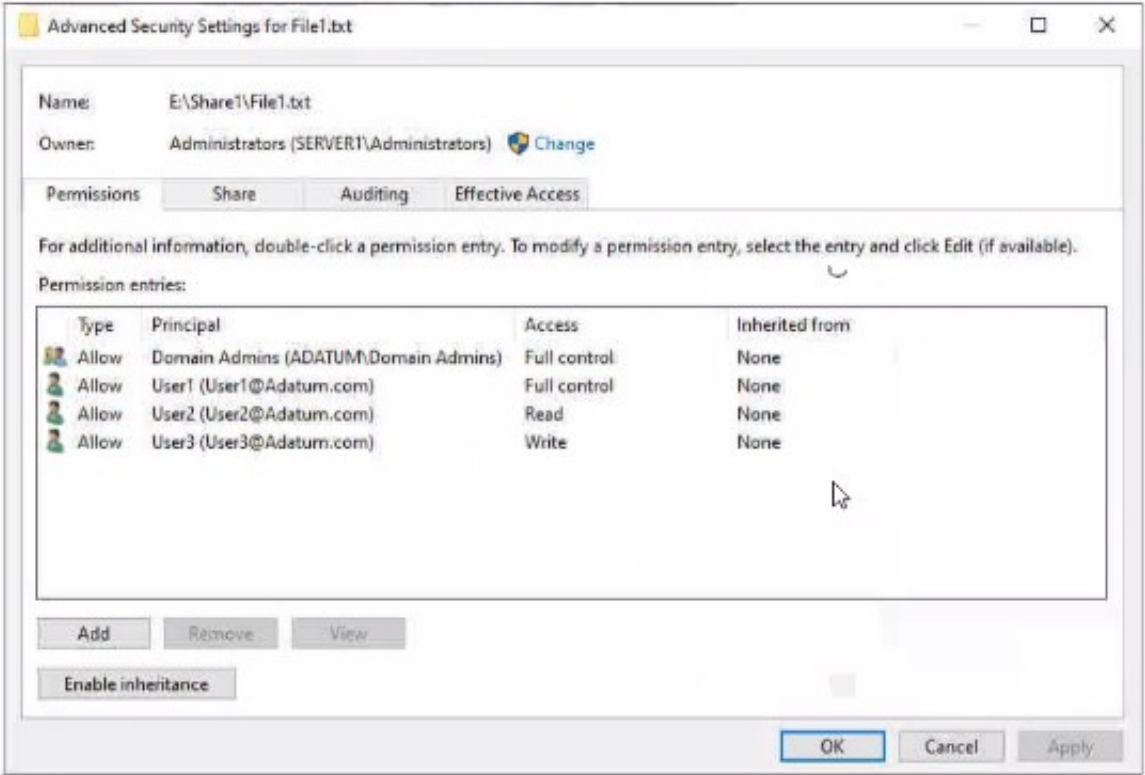 Advanced Security Settings for File1.txt
Name: E:\Share1\File1.txt
Owner: Administrators (SERVER1\Administrators) Change
Permissions Share Auditing Effective Access
For additional information, double-click a permission entry. To modify a permission entry, select the entry and click Edit (if available).
Permission entries:
Type Principal Access Inherited from
Allow Domain Admins (ADATUM\Domain Admins) Full control None
Allow User1 (User1@Adatum.com) Full control None
Allow User2 (User2@Adatum.com) Read None
Allow User3 (User3@Adatum.com) Write None
Add Remove View
Enable inheritance
OK Cancel Apply